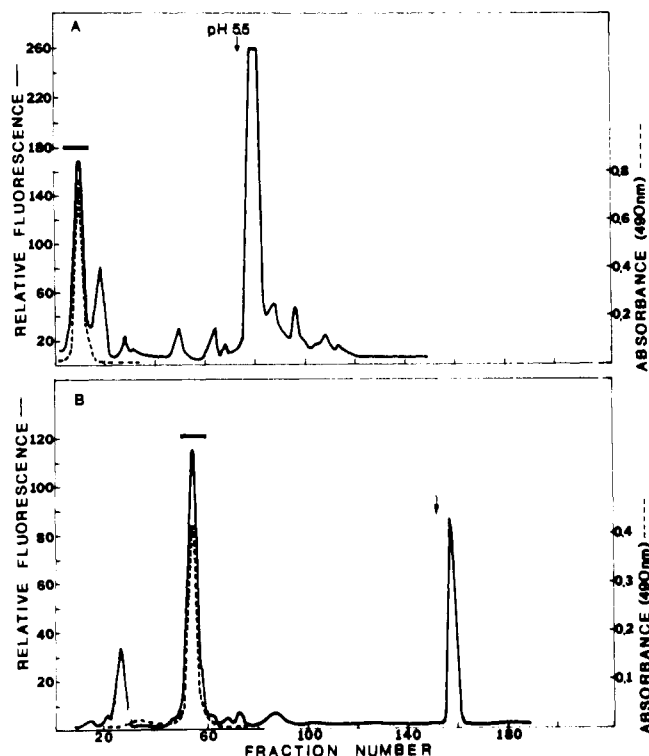 A
pH 5.5
260
220
180
140
100
60
20
RELATIVE FLUORESCENCE
0.8
0.6
0.4
0.2
ABSORBANCE (490nm)
B
120
100
80
60
40
20
RELATIVE FLUORESCENCE
0.4
0.3
0.2
0.1
ABSORBANCE (490nm)
20 60 100 140 180
FRACTION NUMBER